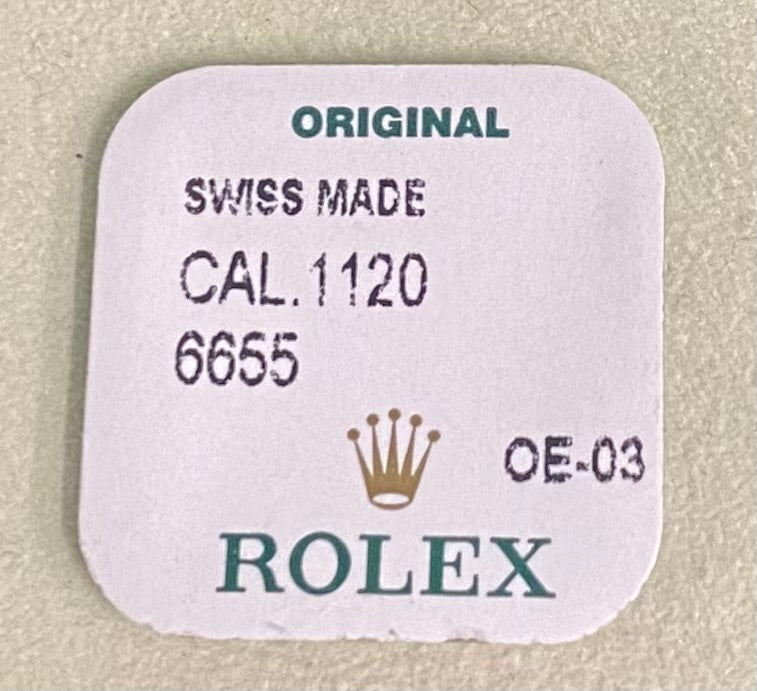 ORIGINAL
SWISS MADE
CAL.1120
6655
OE-03
ROLEX